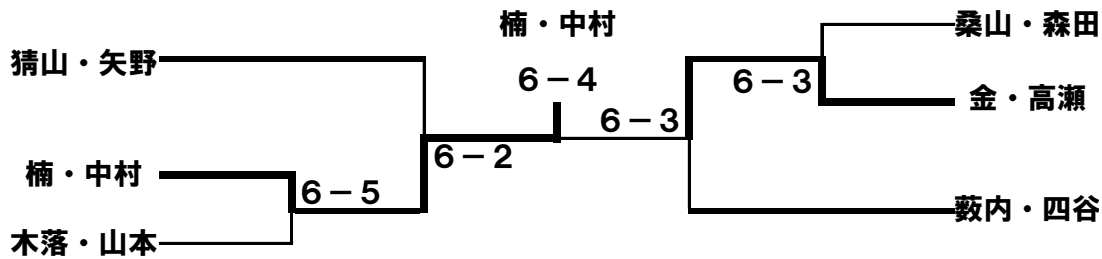 楠・中村
桑山・森田
猜山・矢野
6－4
6－3
金・高瀬
6－3
6－2
楠・中村
6－5
藪内・四谷
木落・山本